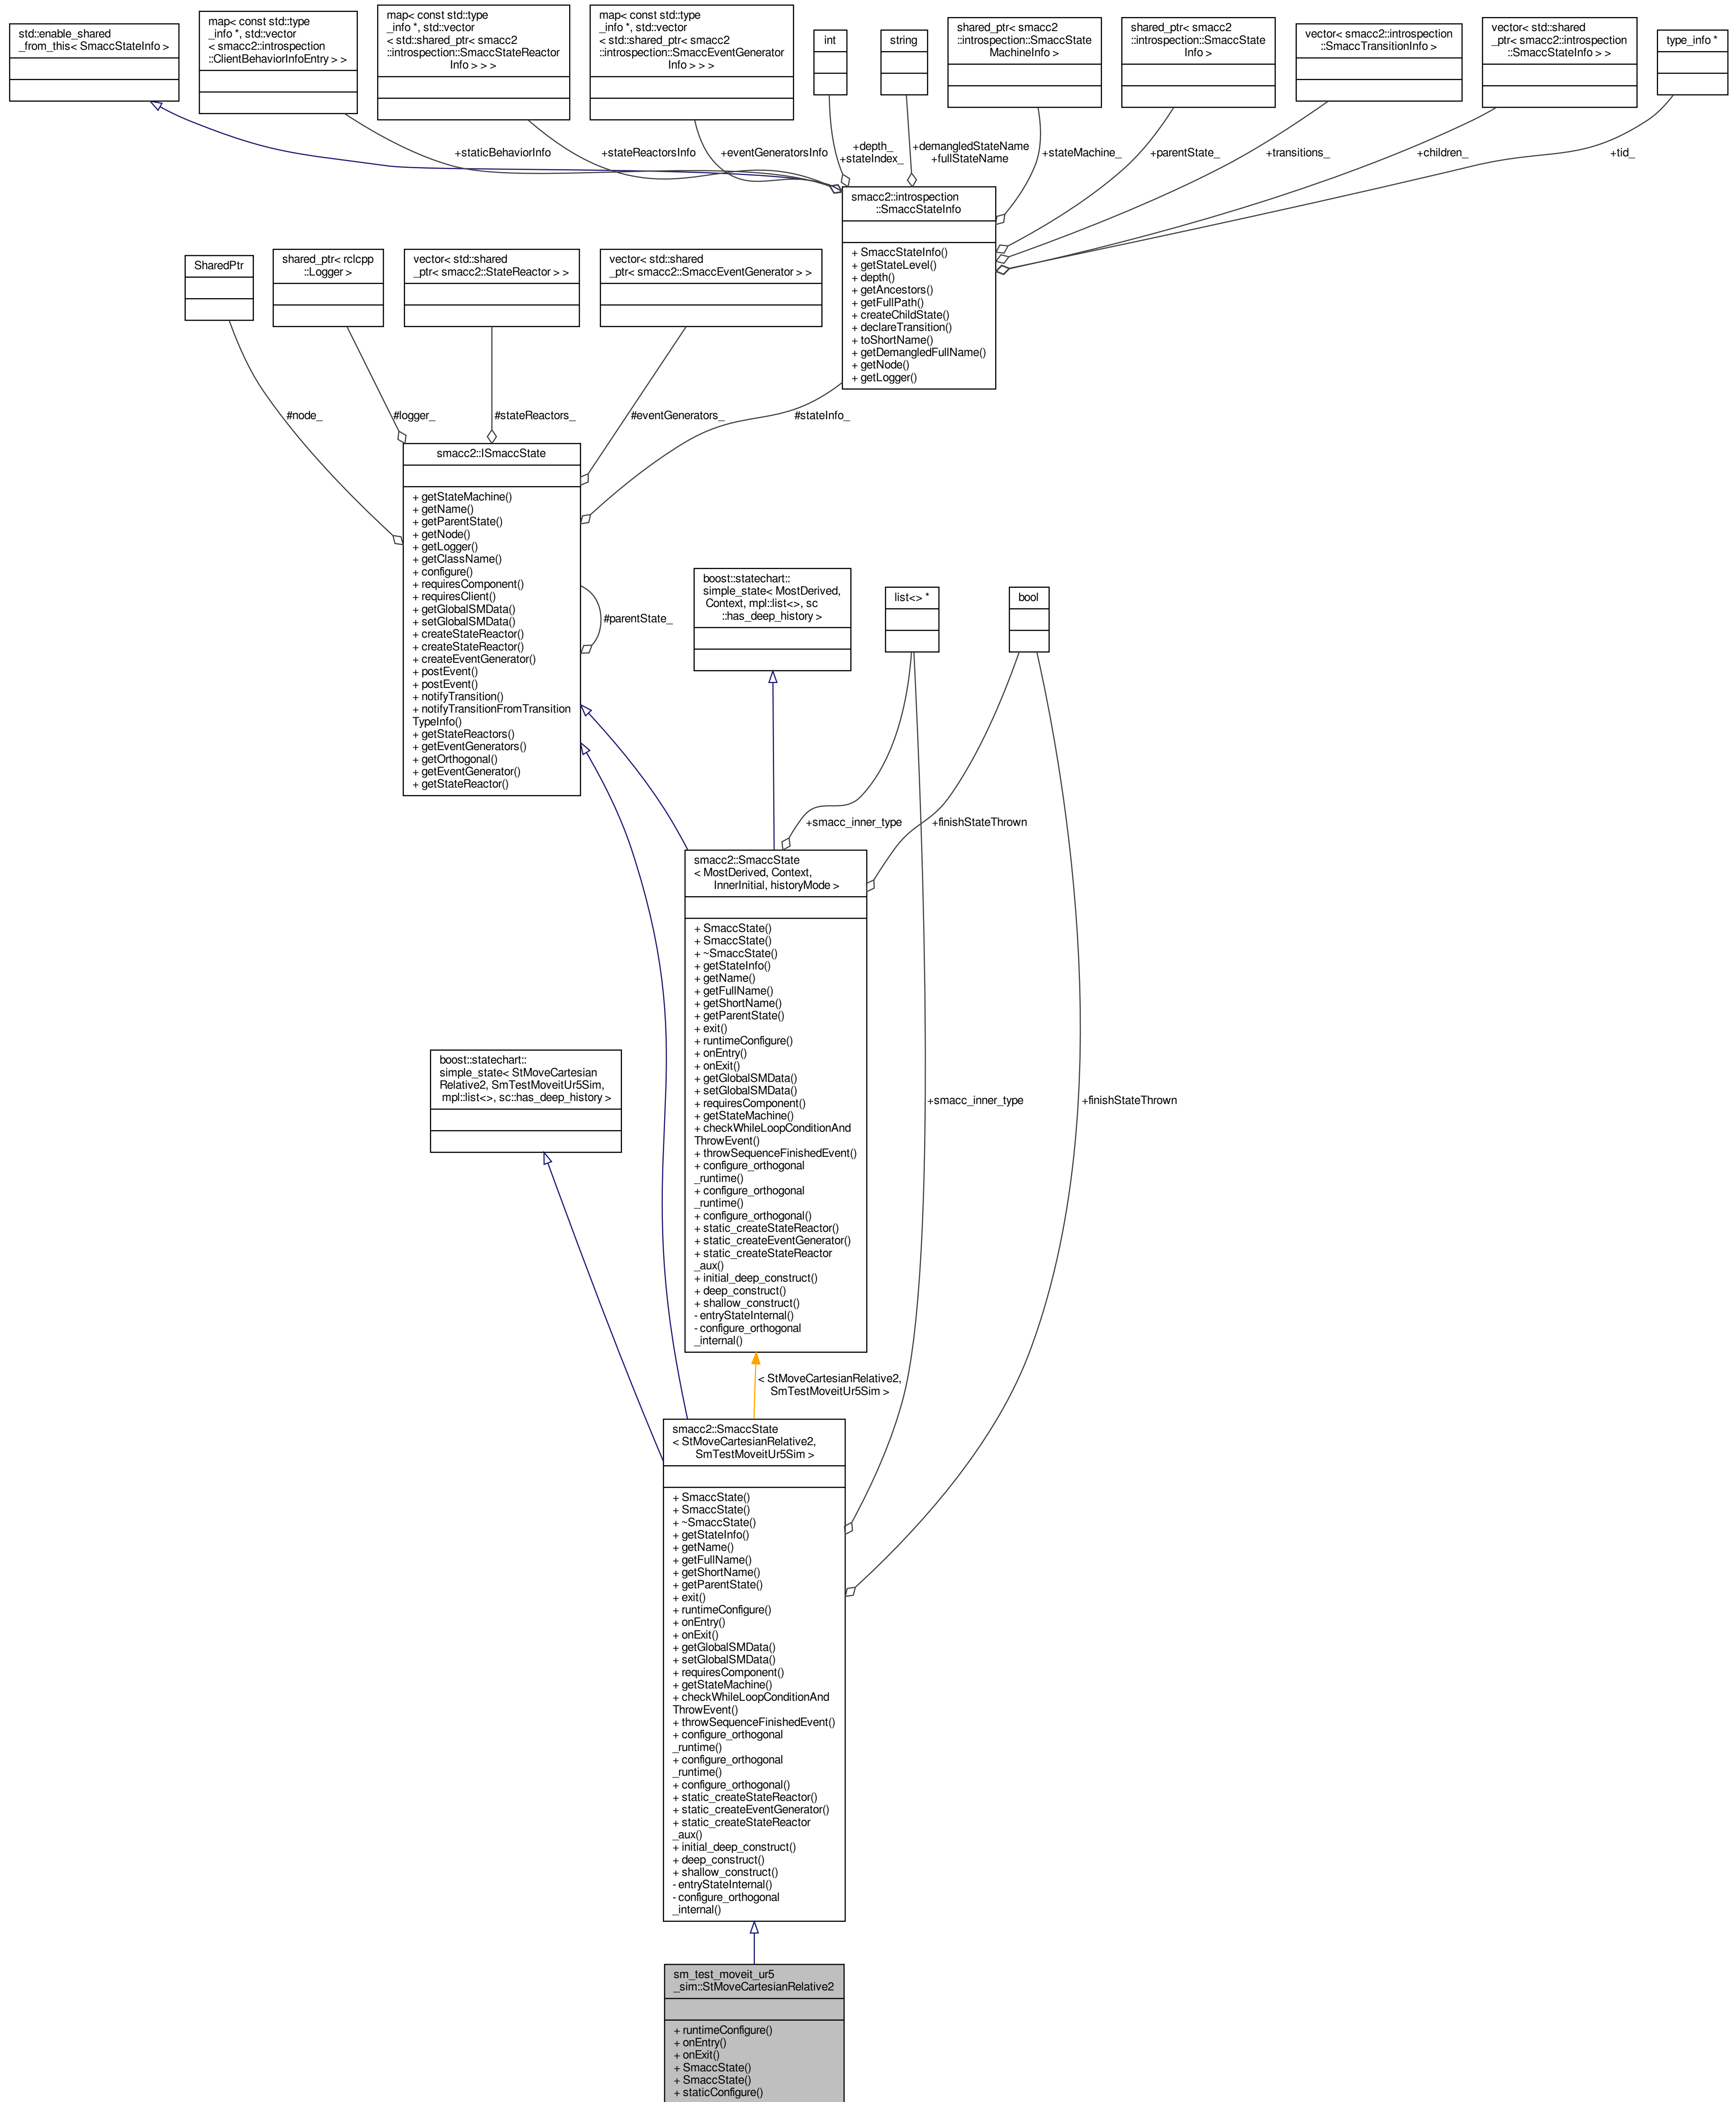 std::enable_shared
_from_this< SmaccStateInfo >
map< const std::type
_info *, std::vector
< smacc2::introspection
::ClientBehaviorInfoEntry > >
map< const std::type
_info *, std::vector
< std::shared_ptr< smacc2
::introspection::SmaccStateReactor
Info > > >
map< const std::type
_info *, std::vector
< std::shared_ptr< smacc2
::introspection::SmaccEventGenerator
Info > > >
int
string
shared_ptr< smacc2
::introspection::SmaccState
MachineInfo >
shared_ptr< smacc2
::introspection::SmaccState
Info >
vector< smacc2::introspection
::SmaccTransitionInfo >
vector< std::shared
_ptr< smacc2::introspection
::SmaccStateInfo > >
type_info *
+staticBehaviorInfo
+stateReactorsInfo
+eventGeneratorsInfo
+depth_
+stateIndex_
+demangledStateName
+fullStateName
+stateMachine_
+parentState_
+transitions_
+children_
+tid_
smacc2::introspection
::SmaccStateInfo
+ SmaccStateInfo()
+ getStateLevel()
+ depth()
+ getAncestors()
+ getFullPath()
+ createChildState()
+ declareTransition()
+ toShortName()
+ getDemangledFullName()
+ getNode()
+ getLogger()
SharedPtr
shared_ptr< rclcpp
::Logger >
vector< std::shared
_ptr< smacc2::StateReactor > >
vector< std::shared
_ptr< smacc2::SmaccEventGenerator > >
#node_
#logger_
#stateReactors_
#eventGenerators_
#stateInfo_
smacc2::ISmaccState
+ getStateMachine()
+ getName()
+ getParentState()
+ getNode()
+ getLogger()
+ getClassName()
+ configure()
+ requiresComponent()
+ requiresClient()
+ getGlobalSMData()
+ setGlobalSMData()
+ createStateReactor()
+ createStateReactor()
+ createEventGenerator()
+ postEvent()
+ postEvent()
+ notifyTransition()
+ notifyTransitionFromTransition
TypeInfo()
+ getStateReactors()
+ getEventGenerators()
+ getOrthogonal()
+ getEventGenerator()
+ getStateReactor()
#parentState_
boost::statechart::
simple_state< MostDerived,
Context, mpl::list<>, sc
::has_deep_history >
list<> *
bool
+smacc_inner_type
+finishStateThrown
smacc2::SmaccState
< MostDerived, Context,
InnerInitial, historyMode >
+ SmaccState()
+ SmaccState()
+ ~SmaccState()
+ getStateInfo()
+ getName()
+ getFullName()
+ getShortName()
+ getParentState()
+ exit()
+ runtimeConfigure()
+ onEntry()
+ onExit()
+ getGlobalSMData()
+ setGlobalSMData()
+ requiresComponent()
+ getStateMachine()
+ checkWhileLoopConditionAnd
ThrowEvent()
+ throwSequenceFinishedEvent()
+ configure_orthogonal
_runtime()
+ configure_orthogonal
_runtime()
+ configure_orthogonal()
+ static_createStateReactor()
+ static_createEventGenerator()
+ static_createStateReactor
_aux()
+ initial_deep_construct()
+ deep_construct()
+ shallow_construct()
- entryStateInternal()
- configure_orthogonal
_internal()
boost::statechart::
simple_state< StMoveCartesian
Relative2, SmTestMoveitUr5Sim,
mpl::list<>, sc::has_deep_history >
+smacc_inner_type
+finishStateThrown
< StMoveCartesianRelative2,
SmTestMoveitUr5Sim >
smacc2::SmaccState
< StMoveCartesianRelative2,
SmTestMoveitUr5Sim >
+ SmaccState()
+ SmaccState()
+ ~SmaccState()
+ getStateInfo()
+ getName()
+ getFullName()
+ getShortName()
+ getParentState()
+ exit()
+ runtimeConfigure()
+ onEntry()
+ onExit()
+ getGlobalSMData()
+ setGlobalSMData()
+ requiresComponent()
+ getStateMachine()
+ checkWhileLoopConditionAnd
ThrowEvent()
+ throwSequenceFinishedEvent()
+ configure_orthogonal
_runtime()
+ configure_orthogonal
_runtime()
+ configure_orthogonal()
+ static_createStateReactor()
+ static_createEventGenerator()
+ static_createStateReactor
_aux()
+ initial_deep_construct()
+ deep_construct()
+ shallow_construct()
- entryStateInternal()
- configure_orthogonal
_internal()
sm_test_moveit_ur5
_sim::StMoveCartesianRelative2
+ runtimeConfigure()
+ onEntry()
+ onExit()
+ SmaccState()
+ SmaccState()
+ staticConfigure()